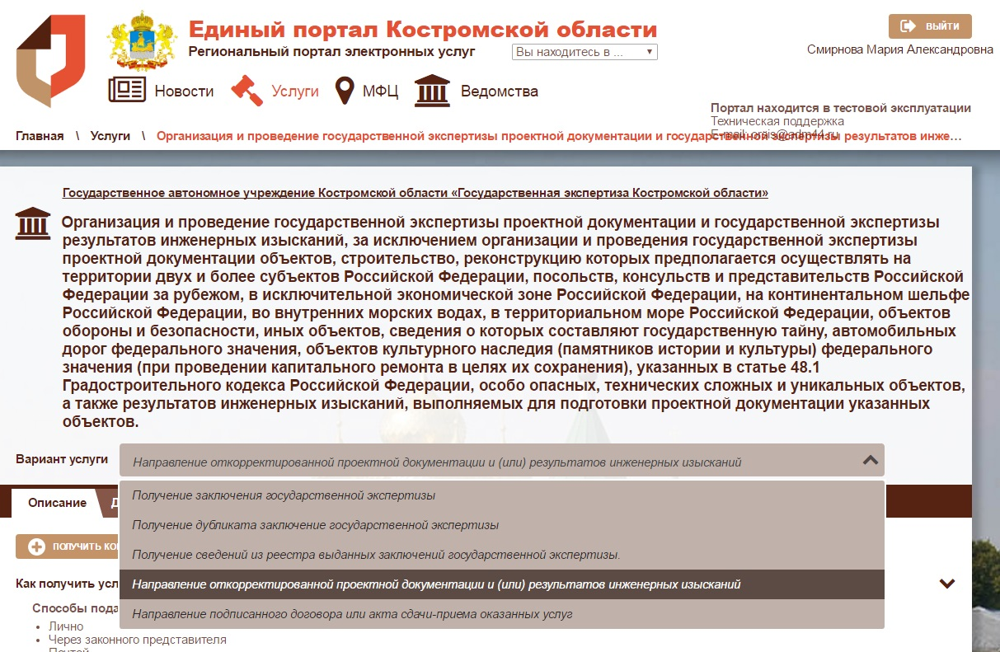 Единый портал Костромской области
Региональный портал электронных услуг
Вы находитесь в ...
ВЫЙТИ
Смирнова Мария Александровна
Новости
Услуги
МФЦ
Ведомства
Портал находится в тестовой эксплуатации
Техническая поддержка
E-mail: orgis@adm44.ru
Главная \ Услуги \ Организация и проведение государственной экспертизы проектной документации и государственной экспертизы результатов инже...
Государственное автономное учреждение Костромской области «Государственная экспертиза Костромской области»
Организация и проведение государственной экспертизы проектной документации и государственной экспертизы
результатов инженерных изысканий, за исключением организации и проведения государственной экспертизы
проектной документации объектов, строительство, реконструкцию которых предполагается осуществлять на
территории двух и более субъектов Российской Федерации, посольств, консульств и представительств Российской
Федерации за рубежом, в исключительной экономической зоне Российской Федерации, на континентальном шельфе
Российской Федерации, во внутренних морских водах, в территориальном море Российской Федерации, объектов
обороны и безопасности, иных объектов, сведения о которых составляют государственную тайну, автомобильных
дорог федерального значения, объектов культурного наследия (памятников истории и культуры) федерального
значения (при проведении капитального ремонта в целях их сохранения), указанных в статье 48.1
Градостроительного кодекса Российской Федерации, особо опасных, технических сложных и уникальных объектов,
а также результатов инженерных изысканий, выполняемых для подготовки проектной документации указанных
объектов.
Вариант услуги
Направление откорректированной проектной документации и (или) результатов инженерных изысканий
Получение заключения государственной экспертизы
Получение дубликата заключение государственной экспертизы
Получение сведений из реестра выданных заключений государственной экспертизы.
Направление откорректированной проектной документации и (или) результатов инженерных изысканий
Направление подписанного договора или акта сдачи-приема оказанных услуг
Описание
Д
ПОЛУЧИТЬ КО
Как получить усл
Способы пода
Лично
Через законного представителя
Почтой